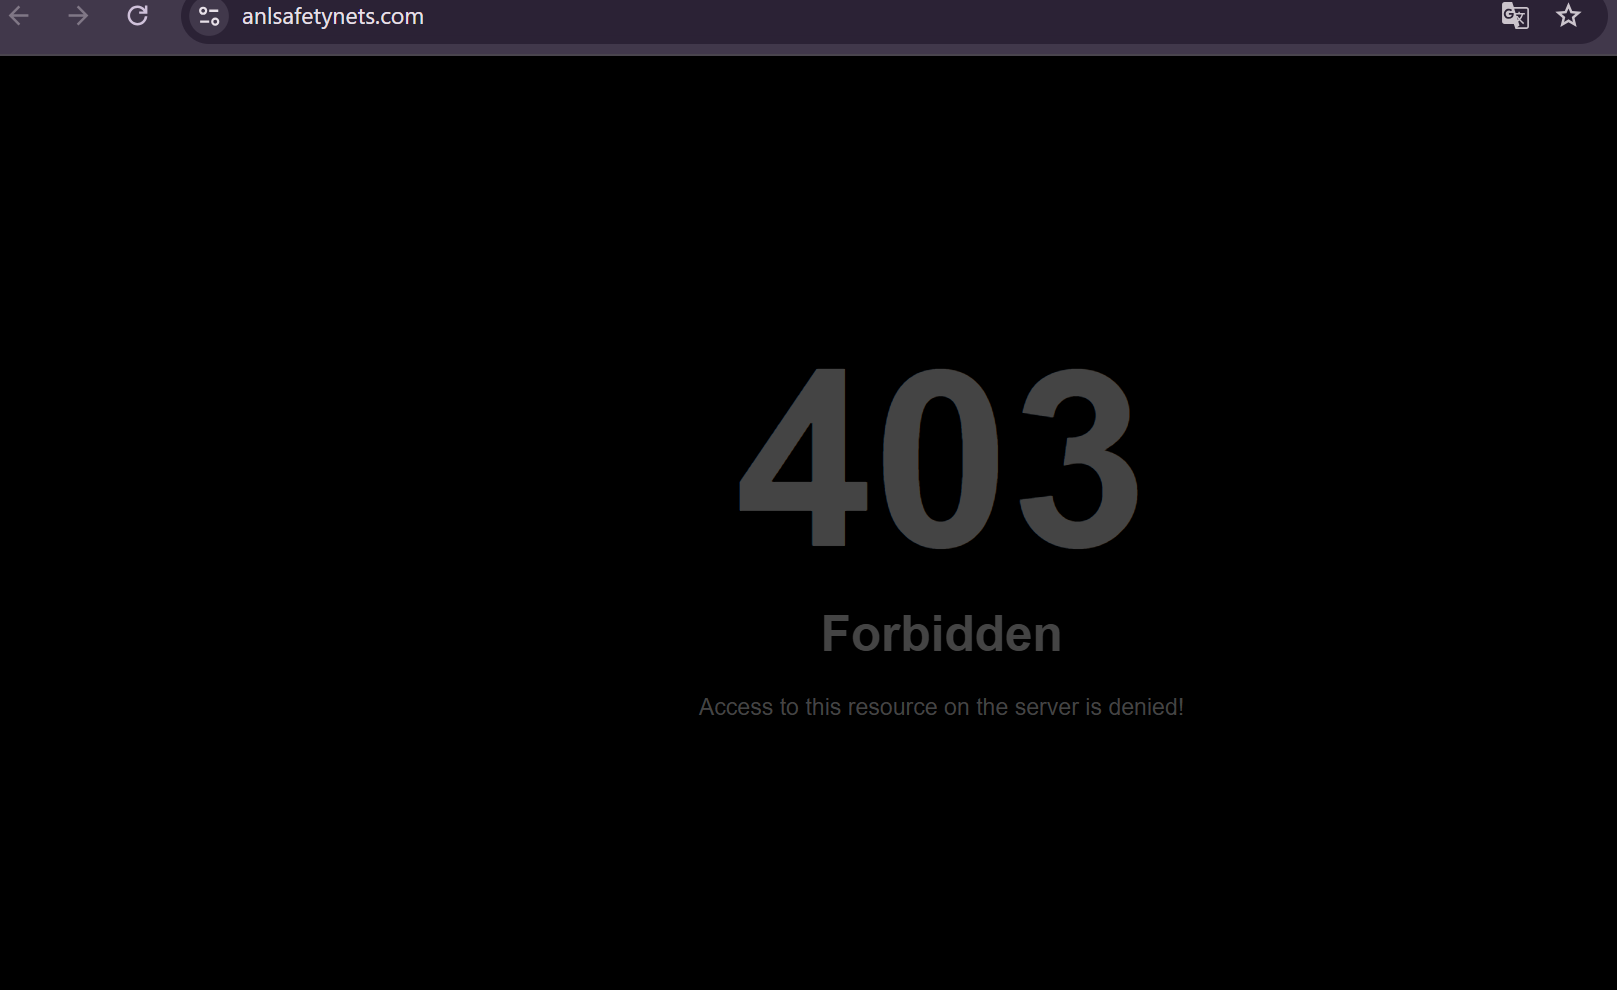 anlsafetynets.com
403
Forbidden
Access to this resource on the server is denied!